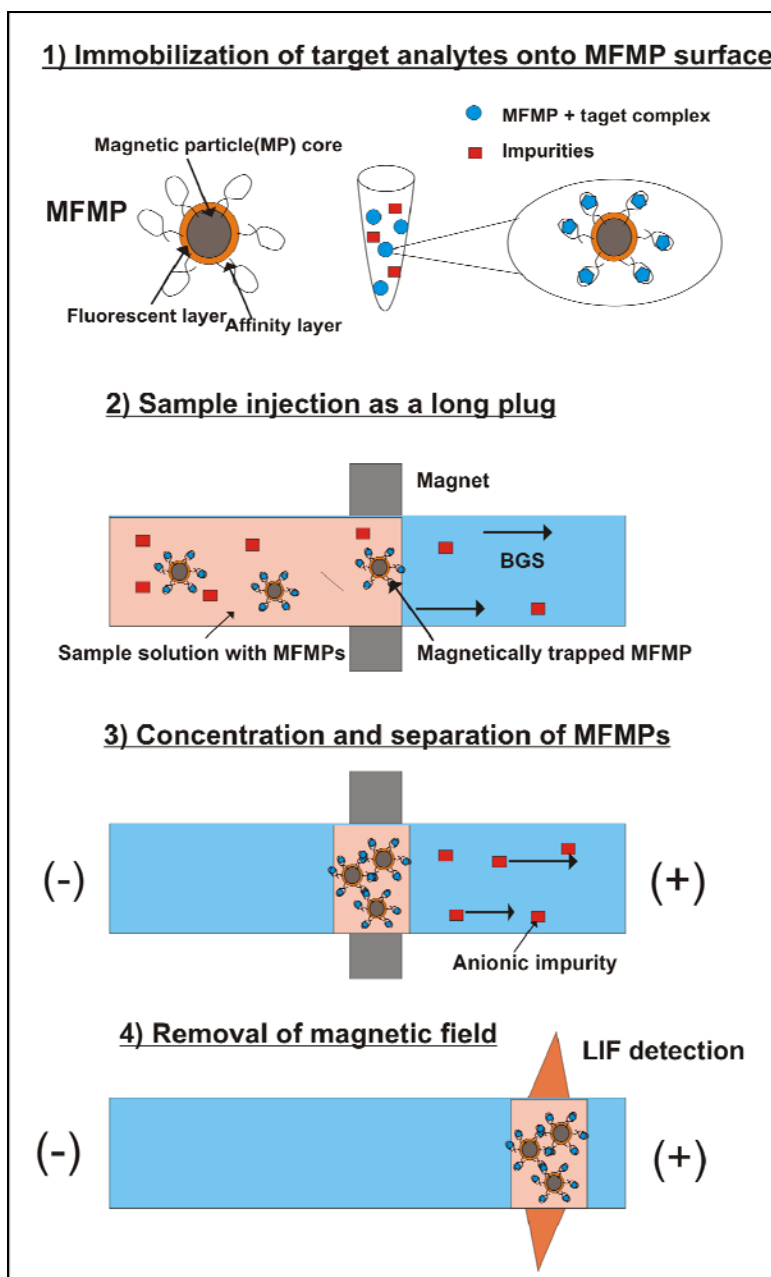 1) Immobilization of target analytes onto MFMP surface
MFMP + taget complex
Magnetic particle(MP) core
Impurities
MFMP
Fluorescent layer
Affinity layer
2) Sample injection as a long plug
Magnet
BGS
Sample solution with MFMPs
Magnetically trapped MFMP
3) Concentration and separation of MFMPs
(-)
(+)
Anionic impurity
4) Removal of magnetic field
LIF detection
(-)
(+)